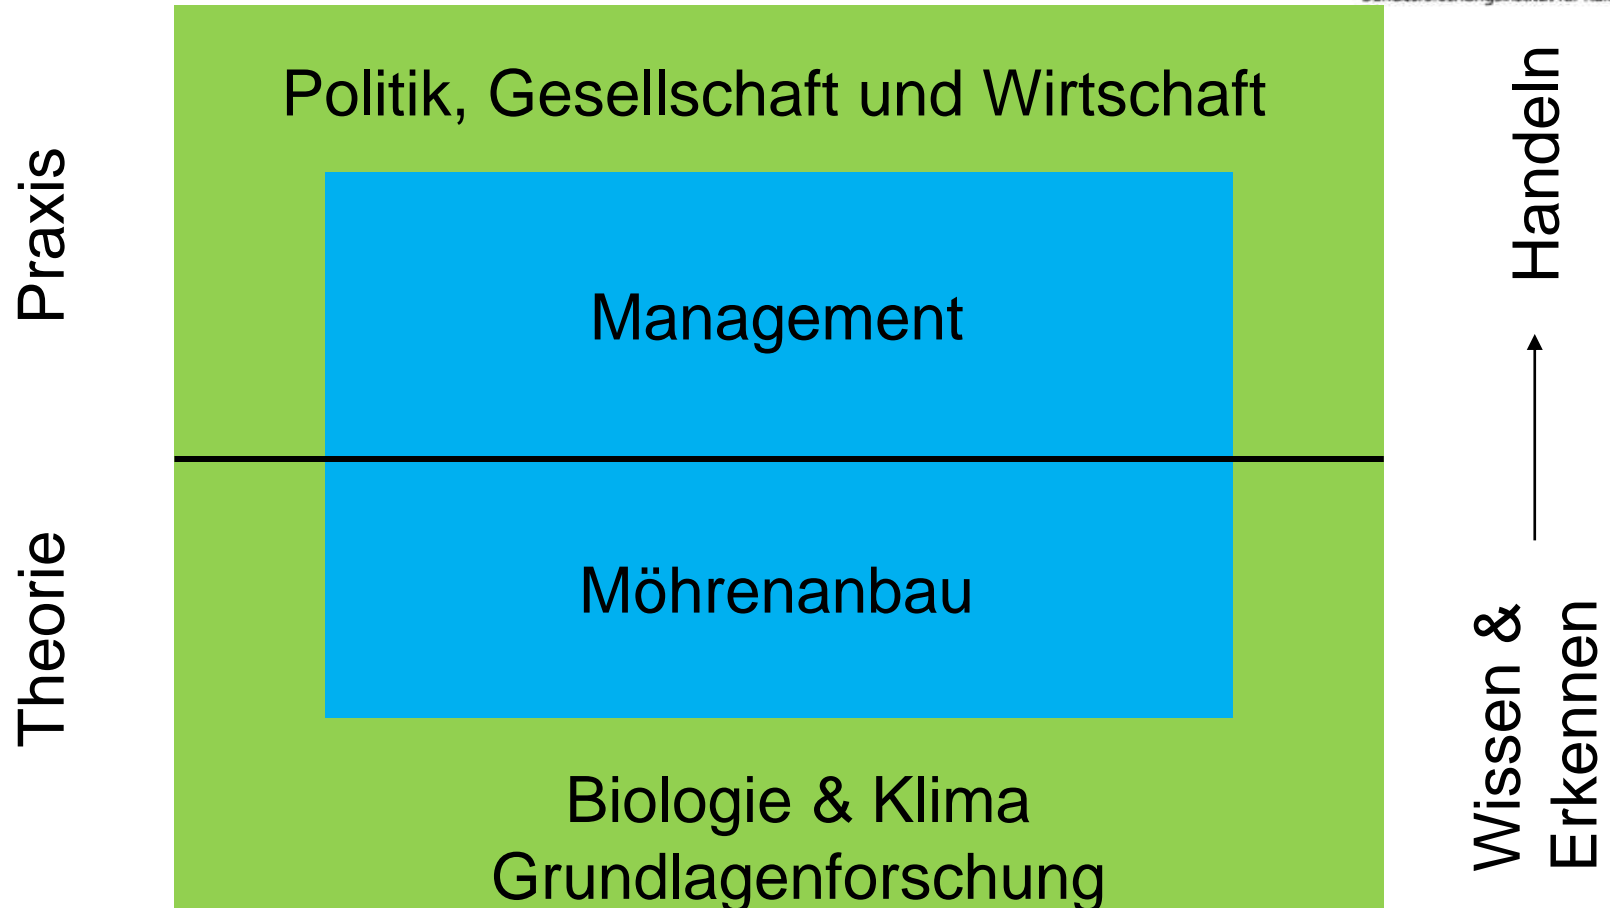 Politik, Gesellschaft und Wirtschaft
Praxis
Handeln
Management
Theorie
Möhrenanbau
Wissen &
Erkennen
Biologie & Klima
Grundlagenforschung